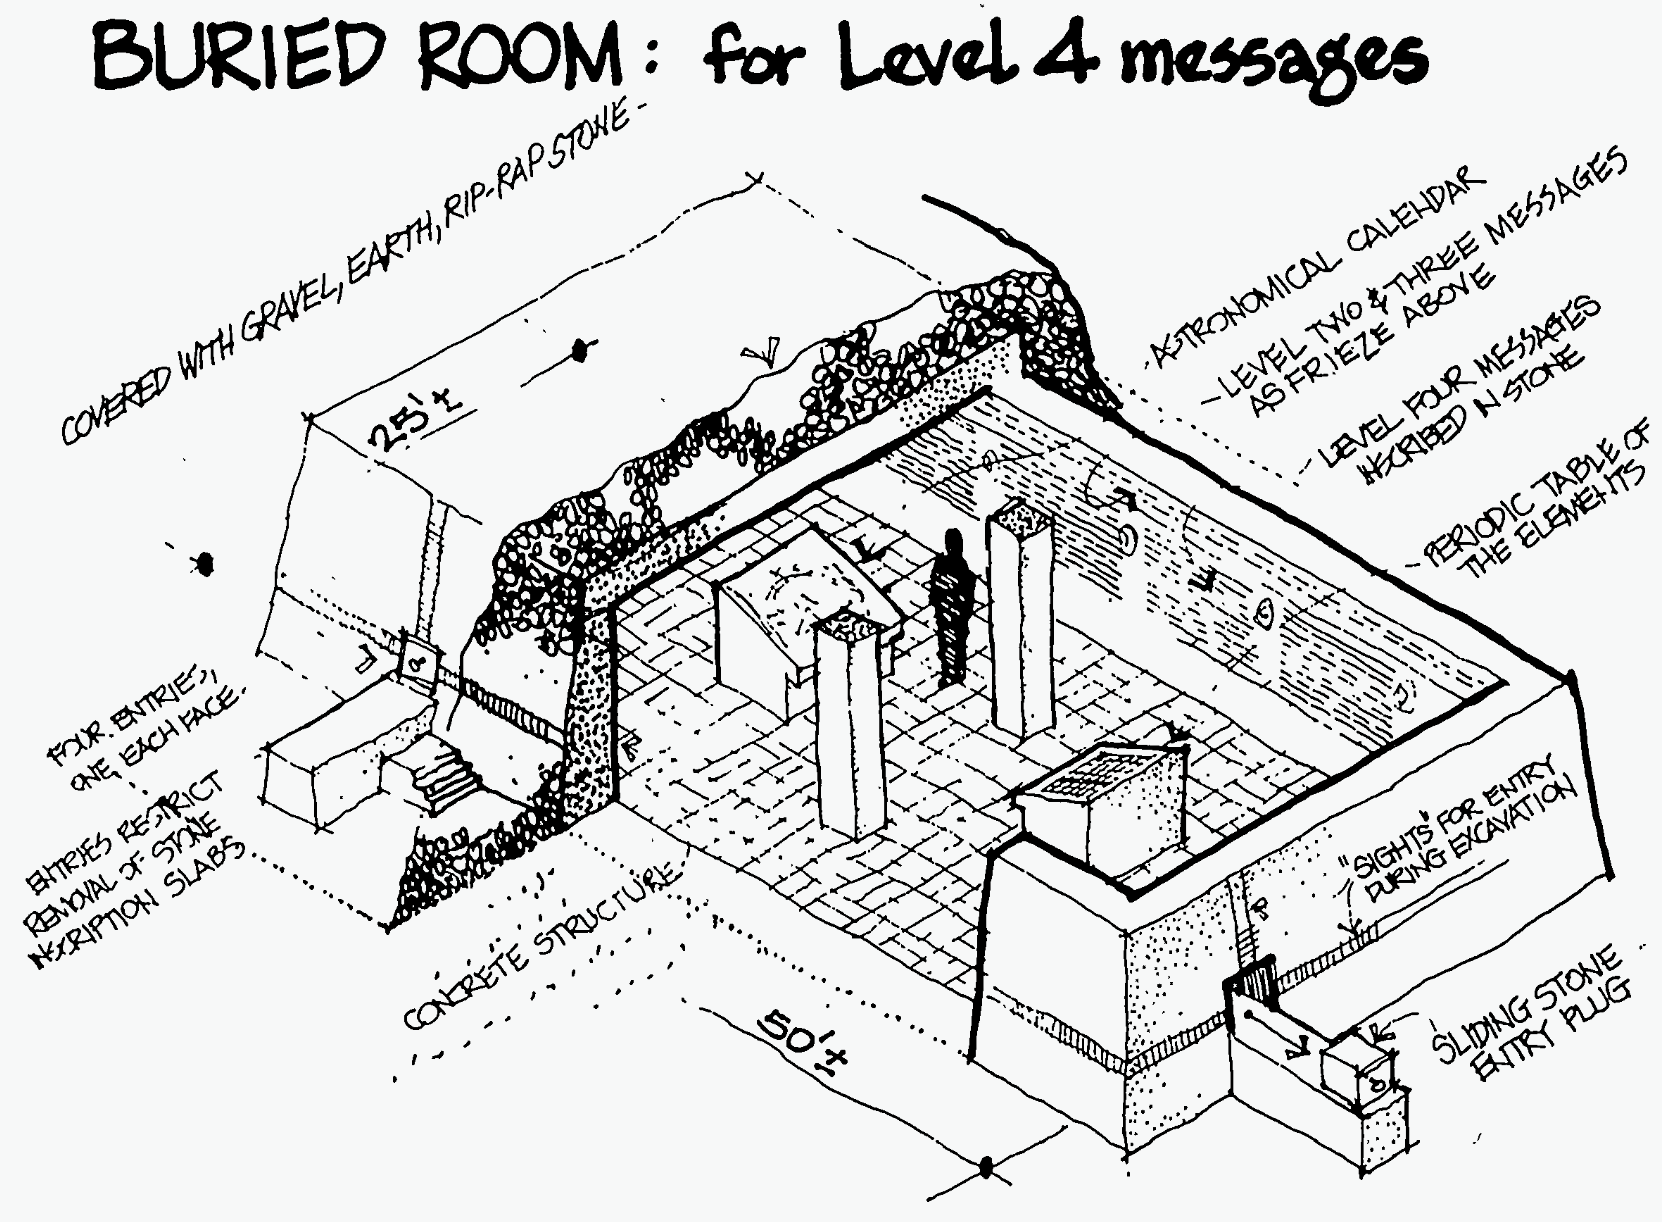 BURIED ROOM: for Level 4 messages
COVERED WITH GRAVEL, EARTH, RIP-RAP STONE -
25'±
- ASTRONOMICAL CALENDAR
- LEVEL TWO & THREE MESSAGES
AS FRIEZE ABOVE
- LEVEL FOUR MESSAGES
INSCRIBED IN STONE
- PERIODIC TABLE OF
THE ELEMENTS
FOUR ENTRIES,
ONE, EACH FACE.
ENTRIES RESTRICT
REMOVAL OF STONE
INSCRIPTION SLABS
CONCRETE STRUCTURE
50'±
"SIGHTS" FOR ENTRY
DURING EXCAVATION
SLIDING STONE
ENTRY PLUG